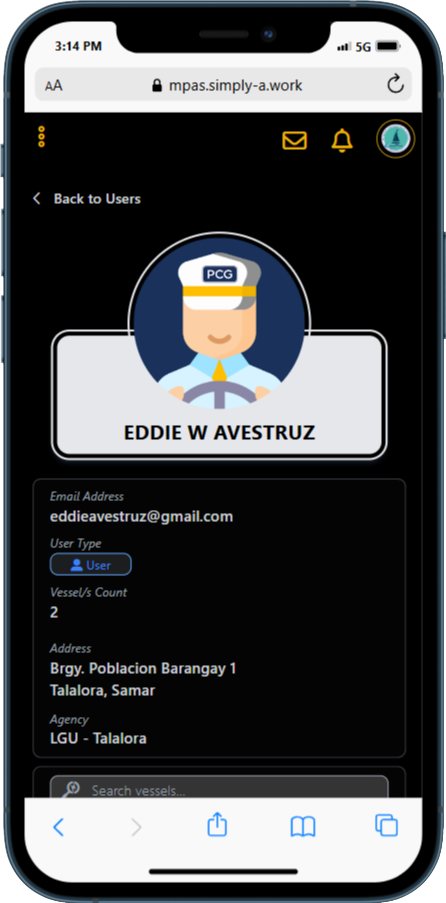 3:14 PM
5G
AA
mpas.simply-a.work
Back to Users
PCG
EDDIE W AVESTRUZ
Email Address
eddieavestruz@gmail.com
User Type
User
Vessel/s Count
2
Address
Brgy. Poblacion Barangay 1
Talalora, Samar
Agency
LGU - Talalora
Search vessels...